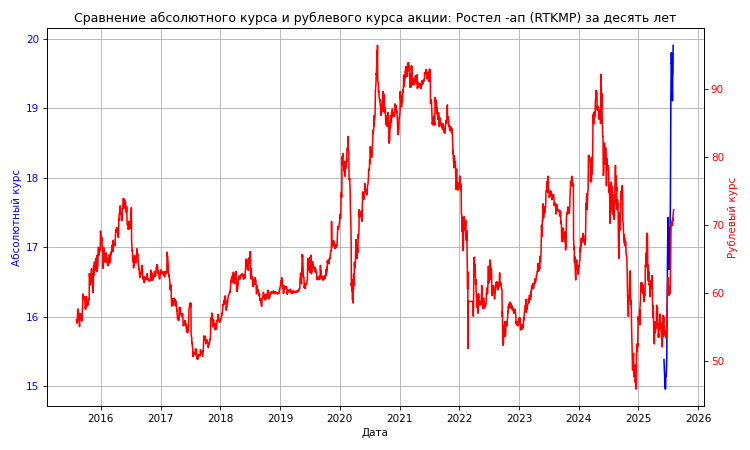 Сравнение абсолютного курса и рублевого курса акции: Ростел -ап (RTKMP) за десять лет
20
19
18
17
16
15
Абсолютный курс
90
80
70
60
50
Рублевый курс
2016 2017 2018 2019 2020 2021 2022 2023 2024 2025 2026
Дата